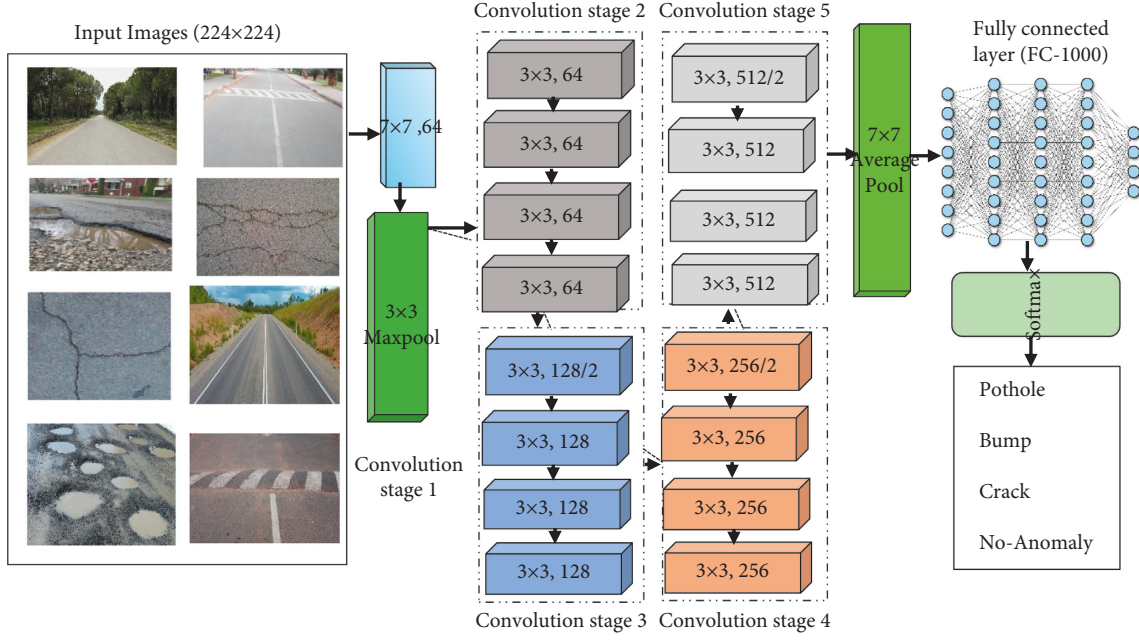 Input Images (224×224)
7×7 ,64
3×3
Maxpool
Convolution
stage 1
Convolution stage 2
3×3, 64
3×3, 64
3×3, 64
3×3, 64
3×3, 128/2
3×3, 128
3×3, 128
3×3, 128
Convolution stage 3
Convolution stage 5
3×3, 512/2
3×3, 512
3×3, 512
3×3, 512
3×3, 256/2
3×3, 256
3×3, 256
3×3, 256
Convolution stage 4
7×7
Average
Pool
Fully connected
layer (FC-1000)
Softmax
Pothole
Bump
Crack
No-Anomaly